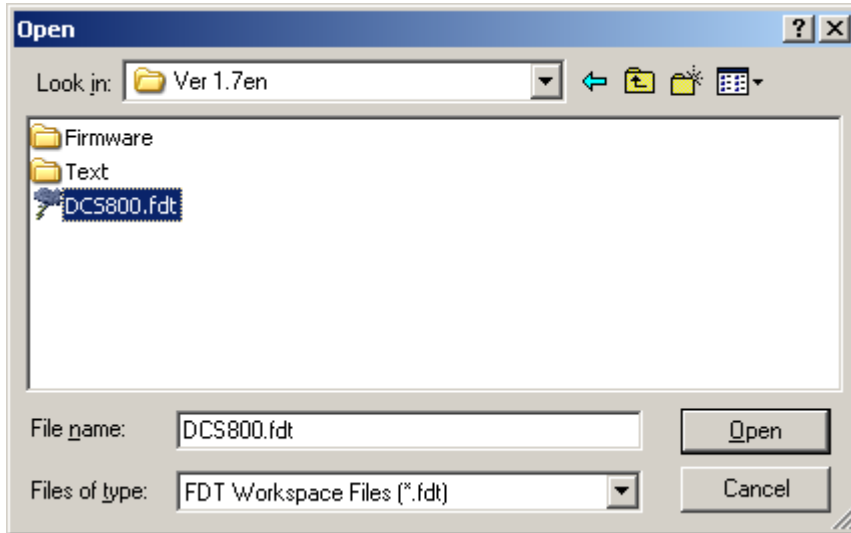 Open
Look in: Ver 1.7en
Firmware
Text
DCS800.fdt
File name: DCS800.fdt Open
Files of type: FDT Workspace Files (*.fdt) Cancel